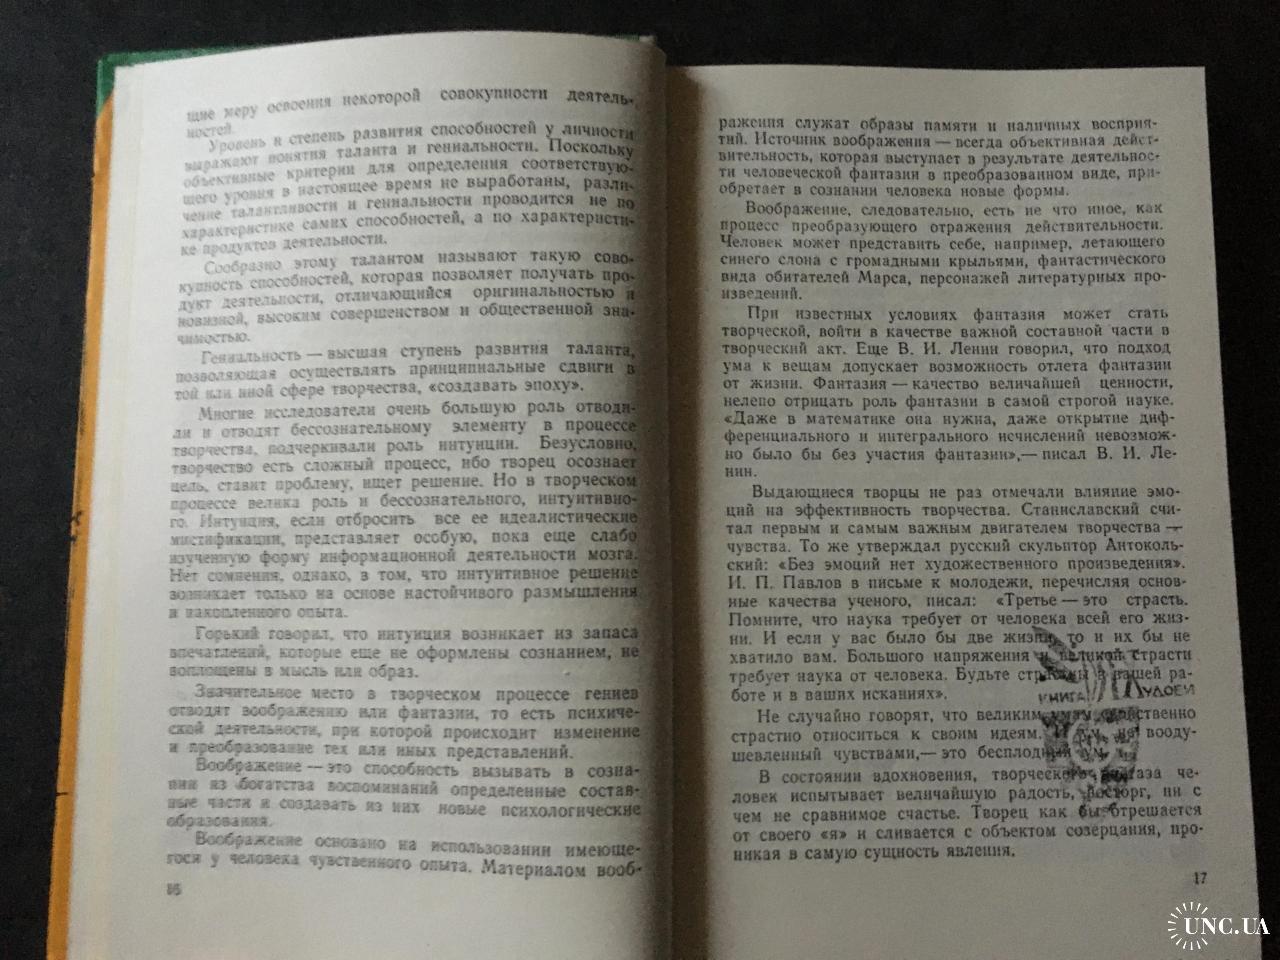 щие меру освоения некоторой совокупности деятель-
ностей.
Уровень и степень развития способностей у личности
выражают понятия таланта и гениальности. Поскольку
объективные критерии для определения соответствую-
щего уровня в настоящее время не выработаны, разли-
чение талантливости и гениальности проводится не по
характеристике самих способностей, а по характеристи-
ке продуктов деятельности.
Сообразно этому талантом называют такую сово-
купность способностей, которая позволяет получать про-
дукт деятельности, отличающийся оригинальностью и
новизной, высоким совершенством и общественной зна-
чимостью.
Гениальность — высшая ступень развития таланта,
позволяющая осуществлять принципиальные сдвиги в
той или иной сфере творчества, «создавать эпоху».
Многие исследователи очень большую роль отводи-
ли и отводят бессознательному элементу в процессе
творчества, подчеркивали роль интуиции. Безусловно,
творчество есть сложный процесс, ибо творец осознает
цель, ставит проблему, ищет решение. Но в творческом
процессе велика роль и бессознательного, интуитивно-
го. Интуиция, если отбросить все ее идеалистические
мистификации, представляет особую, пока еще слабо
изученную форму информационной деятельности мозга.
Нет сомнения, однако, в том, что интуитивное решение
возникает только на основе настойчивого размышления
и накопленного опыта.
Горький говорил, что интуиция возникает из запаса
впечатлений, которые еще не оформлены сознанием, не
воплощены в мысль или образ.
Значительное место в творческом процессе гениев
отводят воображению или фантазии, то есть психиче-
ской деятельности, при которой происходит изменение
и преобразование тех или иных представлений.
Воображение — это способность вызывать в созна-
нии из богатства воспоминаний определенные состав-
ные части и создавать из них новые психологические
образования.
Воображение основано на использовании имеюще-
гося у человека чувственного опыта. Материалом вооб-
16
ражения служат образы памяти и наличных восприя-
тий. Источник воображения — всегда объективная дейст-
вительность, которая выступает в результате деятельнос-
ти человеческой фантазии в преобразованном виде, при-
обретает в сознании человека новые формы.
Воображение, следовательно, есть не что иное, как
процесс преобразующего отражения действительности.
Человек может представить себе, например, летающего
синего слона с громадными крыльями, фантастического
вида обитателей Марса, персонажей литературных про-
изведений.
При известных условиях фантазия может стать
творческой, войти в качестве важной составной части в
творческий акт. Еще В. И. Ленин говорил, что подход
ума к вещам допускает возможность отлета фантазии
от жизни. Фантазия — качество величайшей ценности,
нелепо отрицать роль фантазии в самой строгой науке.
«Даже в математике она нужна, даже открытие диф-
ференциального и интегрального исчислений невозмож-
но было бы без участия фантазии»,— писал В. И. Ле-
нин.
Выдающиеся творцы не раз отмечали влияние эмо-
ций на эффективность творчества. Станиславский счи-
тал первым и самым важным двигателем творчества —
чувства. То же утверждал русский скульптор Антоколь-
ский: «Без эмоций нет художественного произведения».
И. П. Павлов в письме к молодежи, перечисляя основ-
ные качества ученого, писал: «Третье — это страсть.
Помните, что наука требует от человека всей его жиз-
ни. И если у вас было бы две жизни, то и их бы не
хватило вам. Большого напряжения и великой страсти
требует наука от человека. Будьте страстны в вашей ра-
боте и в ваших исканиях».
КНИГА
Не случайно говорят, что великим умам свойственно
страстно относиться к своим идеям. И ум, не вооду-
шевленный чувствами,— это бесплодный ум.
В состоянии вдохновения, творческого экстаза че-
ловек испытывает величайшую радость, восторг, ни с
чем не сравнимое счастье. Творец как бы отрешается
от своего «я» и сливается с объектом созерцания, про-
никая в самую сущность явления.
17
UNC.UA